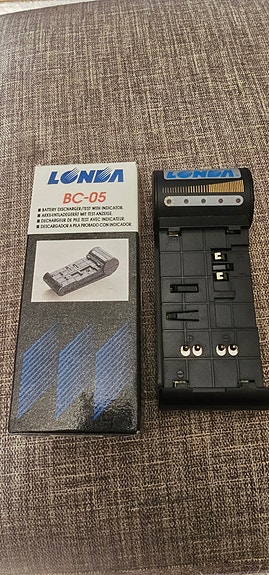 LONDA
BC-05
■ BATTERY DISCHARGER/TEST WITH INDICATOR.
■ AKKU-ENTLADEGERÄT MIT TEST-ANZEIGE.
■ DECHARGEUR DE PILE TEST AVEC INDICATEUR.
■ DESCARGADOR A PILA PROBADO CON INDICADOR
LONDA